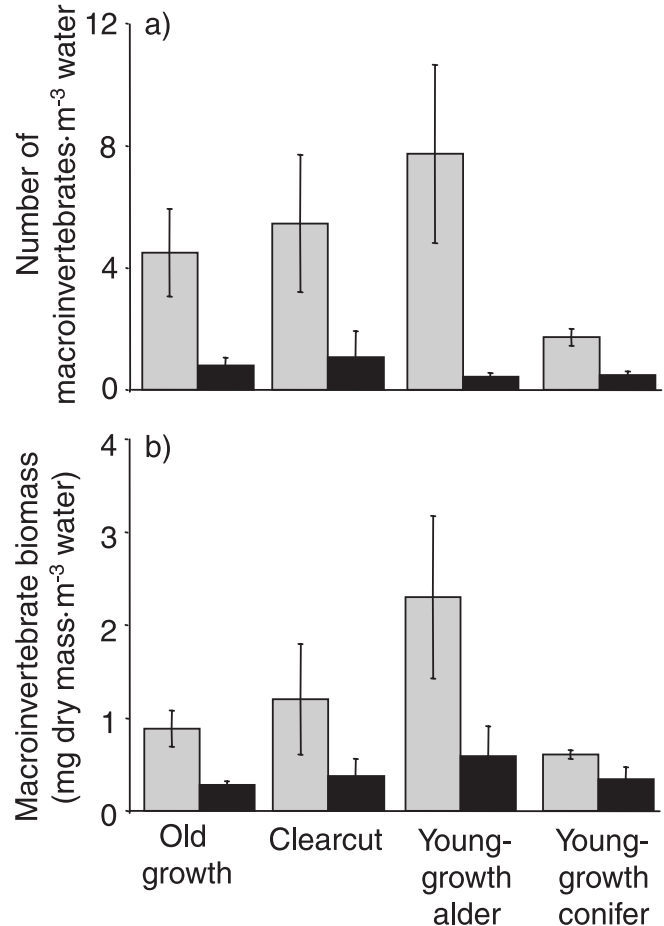 a)
Number of
macroinvertebrates·m-3 water
12
8
4
0
b)
Macroinvertebrate biomass
(mg dry mass·m-3 water)
4
3
2
1
0
Old
growth
Clearcut
Young-
growth
alder
Young-
growth
conifer